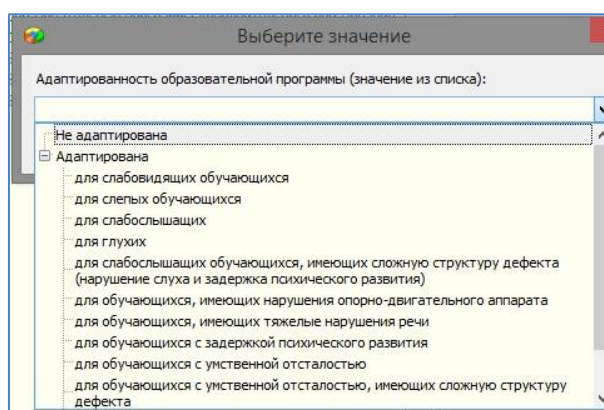 Выберите значение
Адаптированность образовательной программы (значение из списка):
Не адаптирована
Адаптирована
для слабовидящих обучающихся
для слепых обучающихся
для слабослышащих
для глухих
для слабослышащих обучающихся, имеющих сложную структуру дефекта
(нарушение слуха и задержка психического развития)
для обучающихся, имеющих нарушения опорно-двигательного аппарата
для обучающихся, имеющих тяжелые нарушения речи
для обучающихся с задержкой психического развития
для обучающихся с умственной отсталостью
для обучающихся с умственной отсталостью, имеющих сложную структуру
дефекта